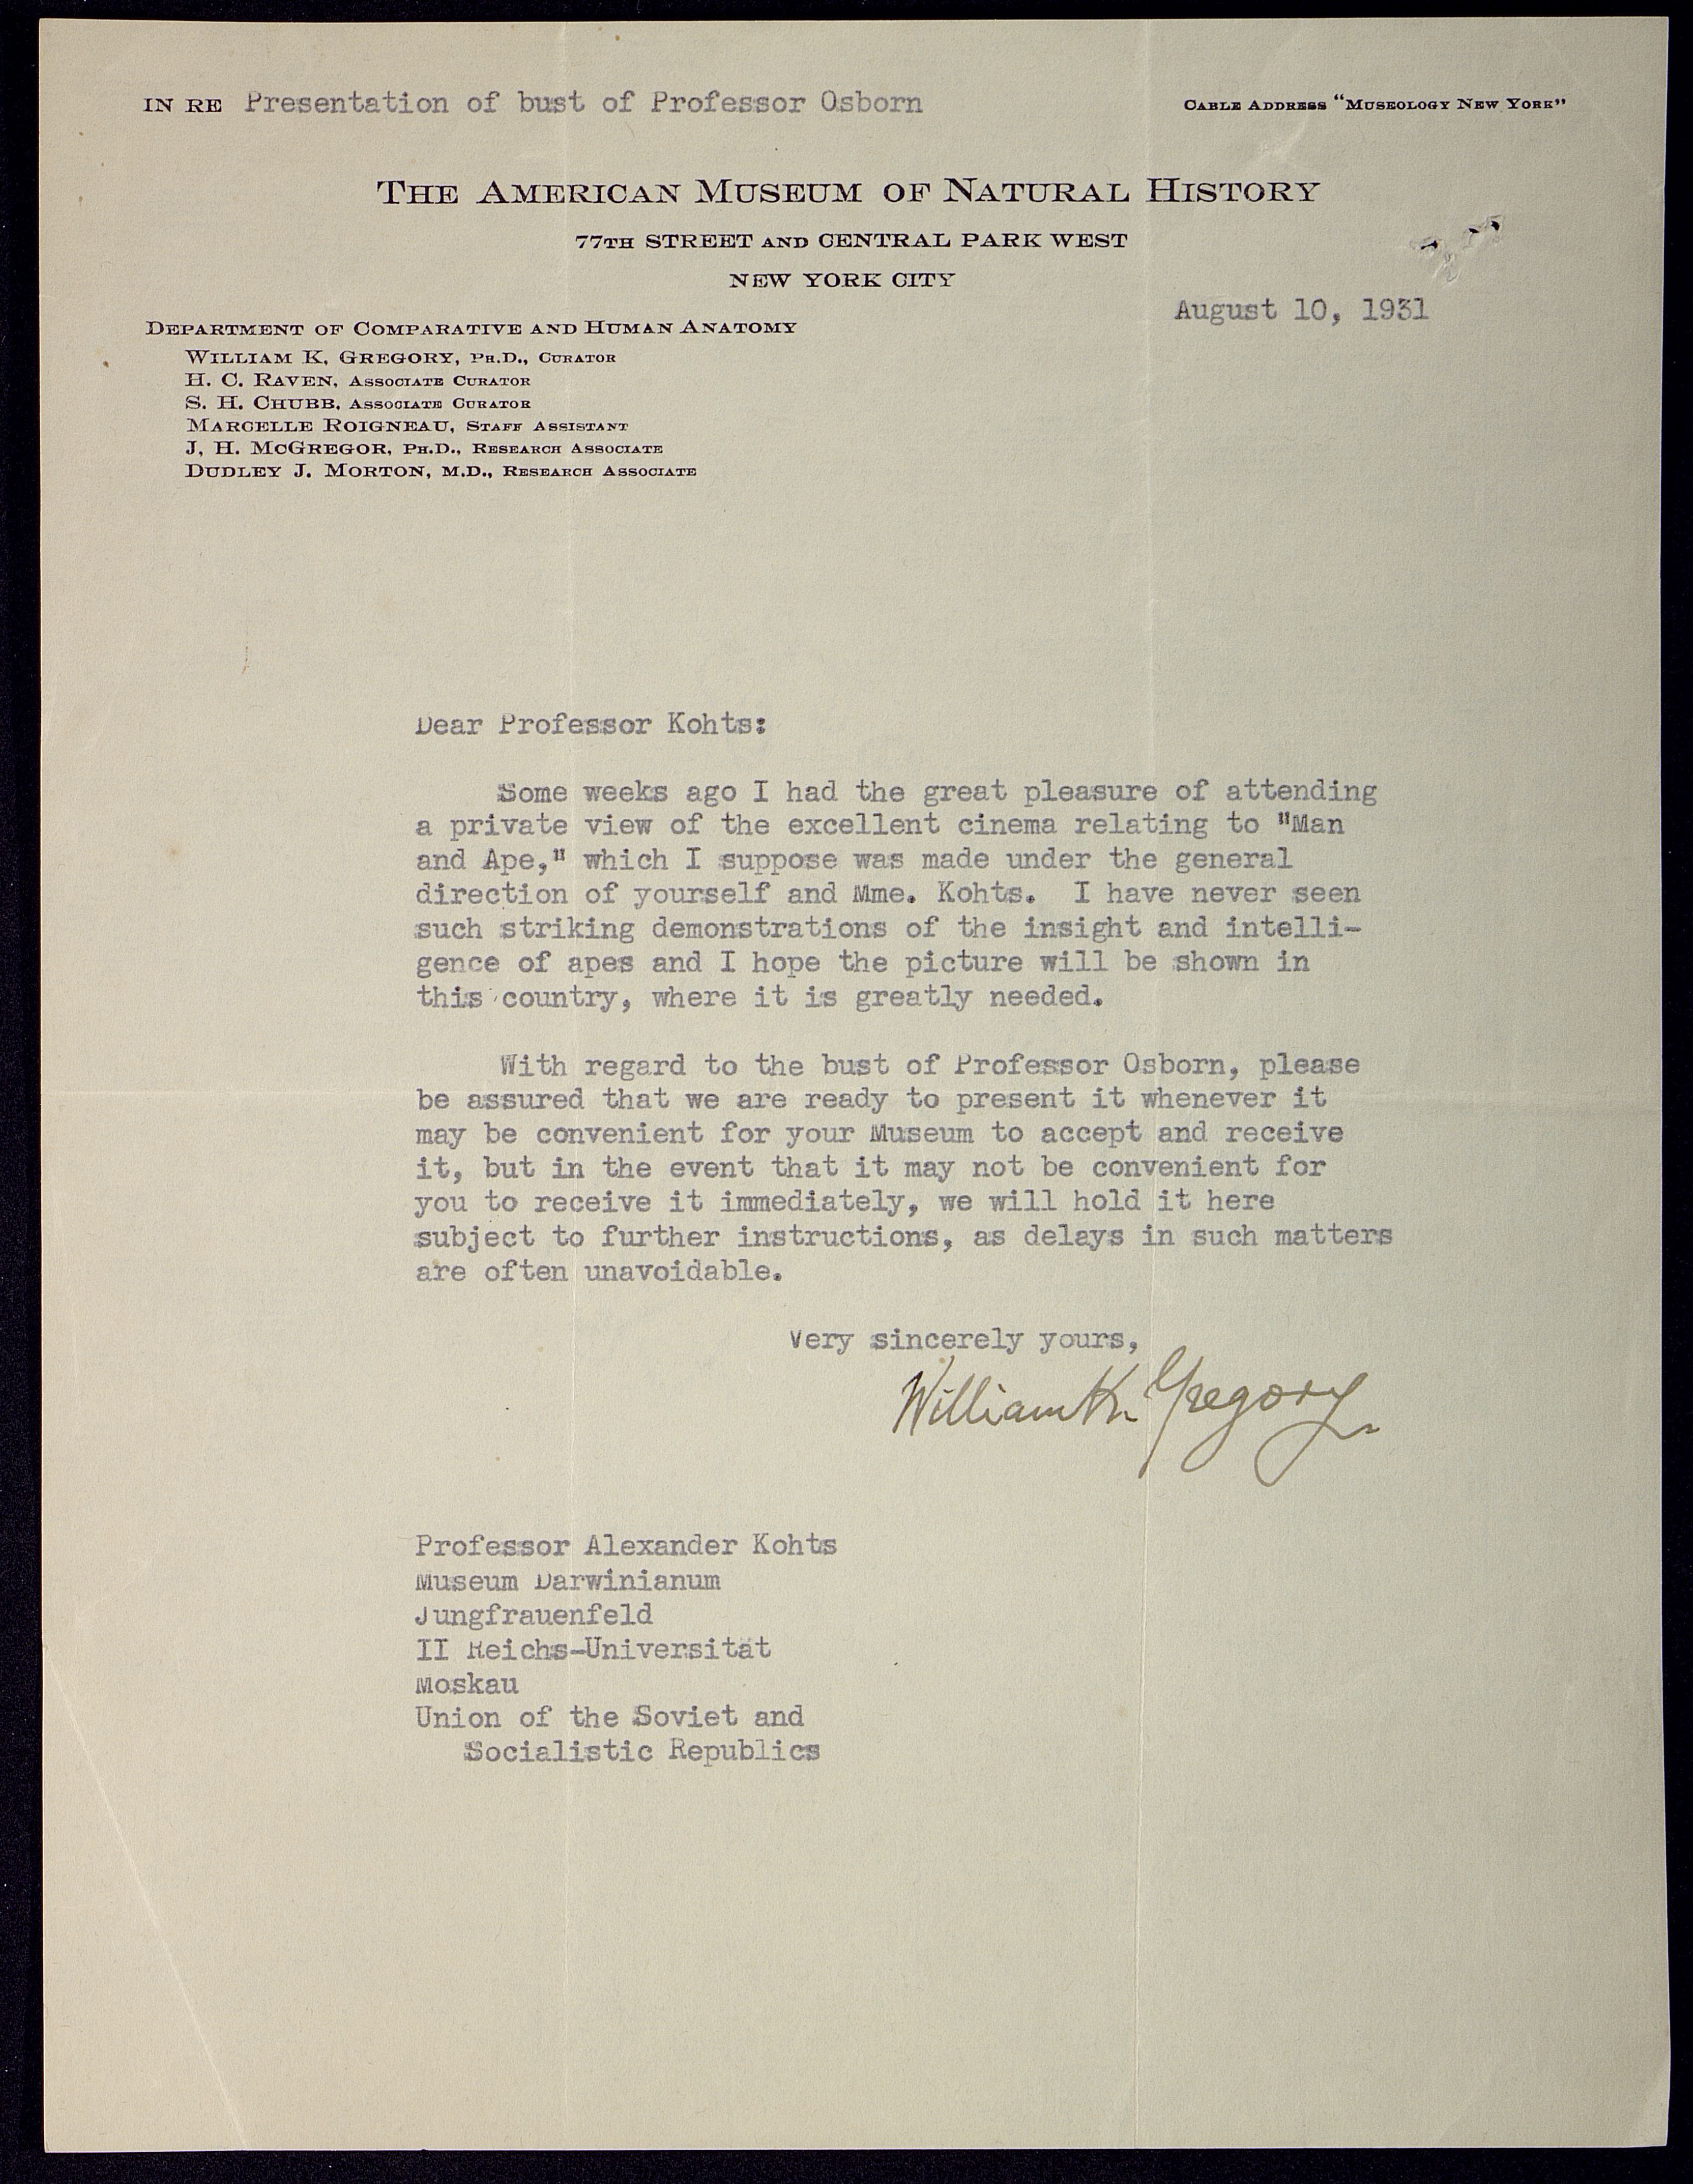 IN RE Presentation of bust of Professor Osborn
CABLE ADDRESS "MUSEOLOGY NEW YORK"
THE AMERICAN MUSEUM OF NATURAL HISTORY
77TH STREET AND CENTRAL PARK WEST
NEW YORK CITY
August 10, 1931
DEPARTMENT OF COMPARATIVE AND HUMAN ANATOMY
WILLIAM K. GREGORY, PH.D., CURATOR
H. C. RAVEN, ASSOCIATE CURATOR
S. H. CHUBB, ASSOCIATE CURATOR
MARCELLE ROIGNEAU, STAFF ASSISTANT
J. H. MCGREGOR, PH.D., RESEARCH ASSOCIATE
DUDLEY J. MORTON, M.D., RESEARCH ASSOCIATE
Dear Professor Kohts:
Some weeks ago I had the great pleasure of attending
a private view of the excellent cinema relating to "Man
and Ape," which I suppose was made under the general
direction of yourself and Mme. Kohts. I have never seen
such striking demonstrations of the insight and intelli-
gence of apes and I hope the picture will be shown in
this country, where it is greatly needed.
With regard to the bust of Professor Osborn, please
be assured that we are ready to present it whenever it
may be convenient for your Museum to accept and receive
it, but in the event that it may not be convenient for
you to receive it immediately, we will hold it here
subject to further instructions, as delays in such matters
are often unavoidable.
Very sincerely yours,
William K. Gregory
Professor Alexander Kohts
Museum Darwinianum
Jungfrauenfeld
II Reichs-Universität
Moskau
Union of the Soviet and
Socialistic Republics